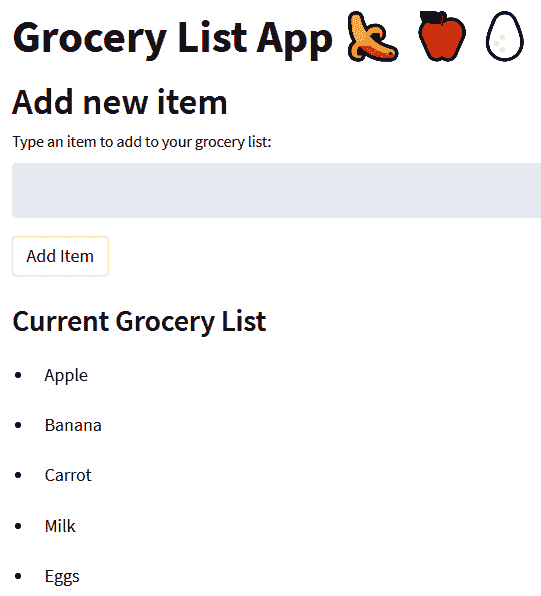 Grocery List App
Add new item
Type an item to add to your grocery list:
Add Item
Current Grocery List
Apple
Banana
Carrot
Milk
Eggs